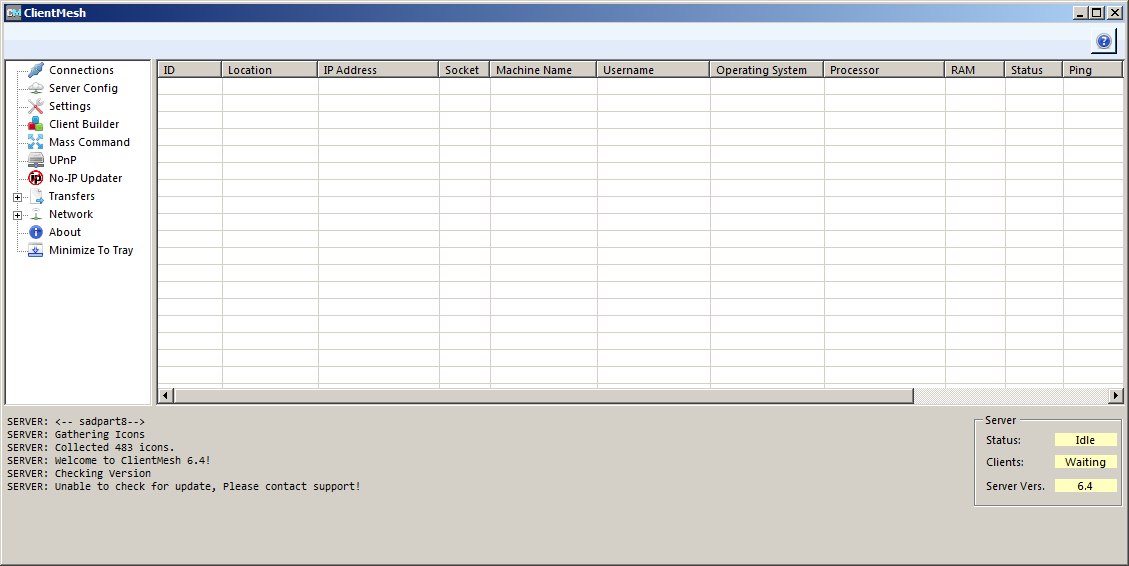 CM ClientMesh
Connections
Server Config
Settings
Client Builder
Mass Command
UPnP
No-IP Updater
Transfers
Network
About
Minimize To Tray
ID Location IP Address Socket Machine Name Username Operating System Processor RAM Status Ping
SERVER: <-- sadpart8-->
SERVER: Gathering Icons
SERVER: Collected 483 icons.
SERVER: Welcome to ClientMesh 6.4!
SERVER: Checking Version
SERVER: Unable to check for update, Please contact support!
Server
Status: Idle
Clients: Waiting
Server Vers. 6.4